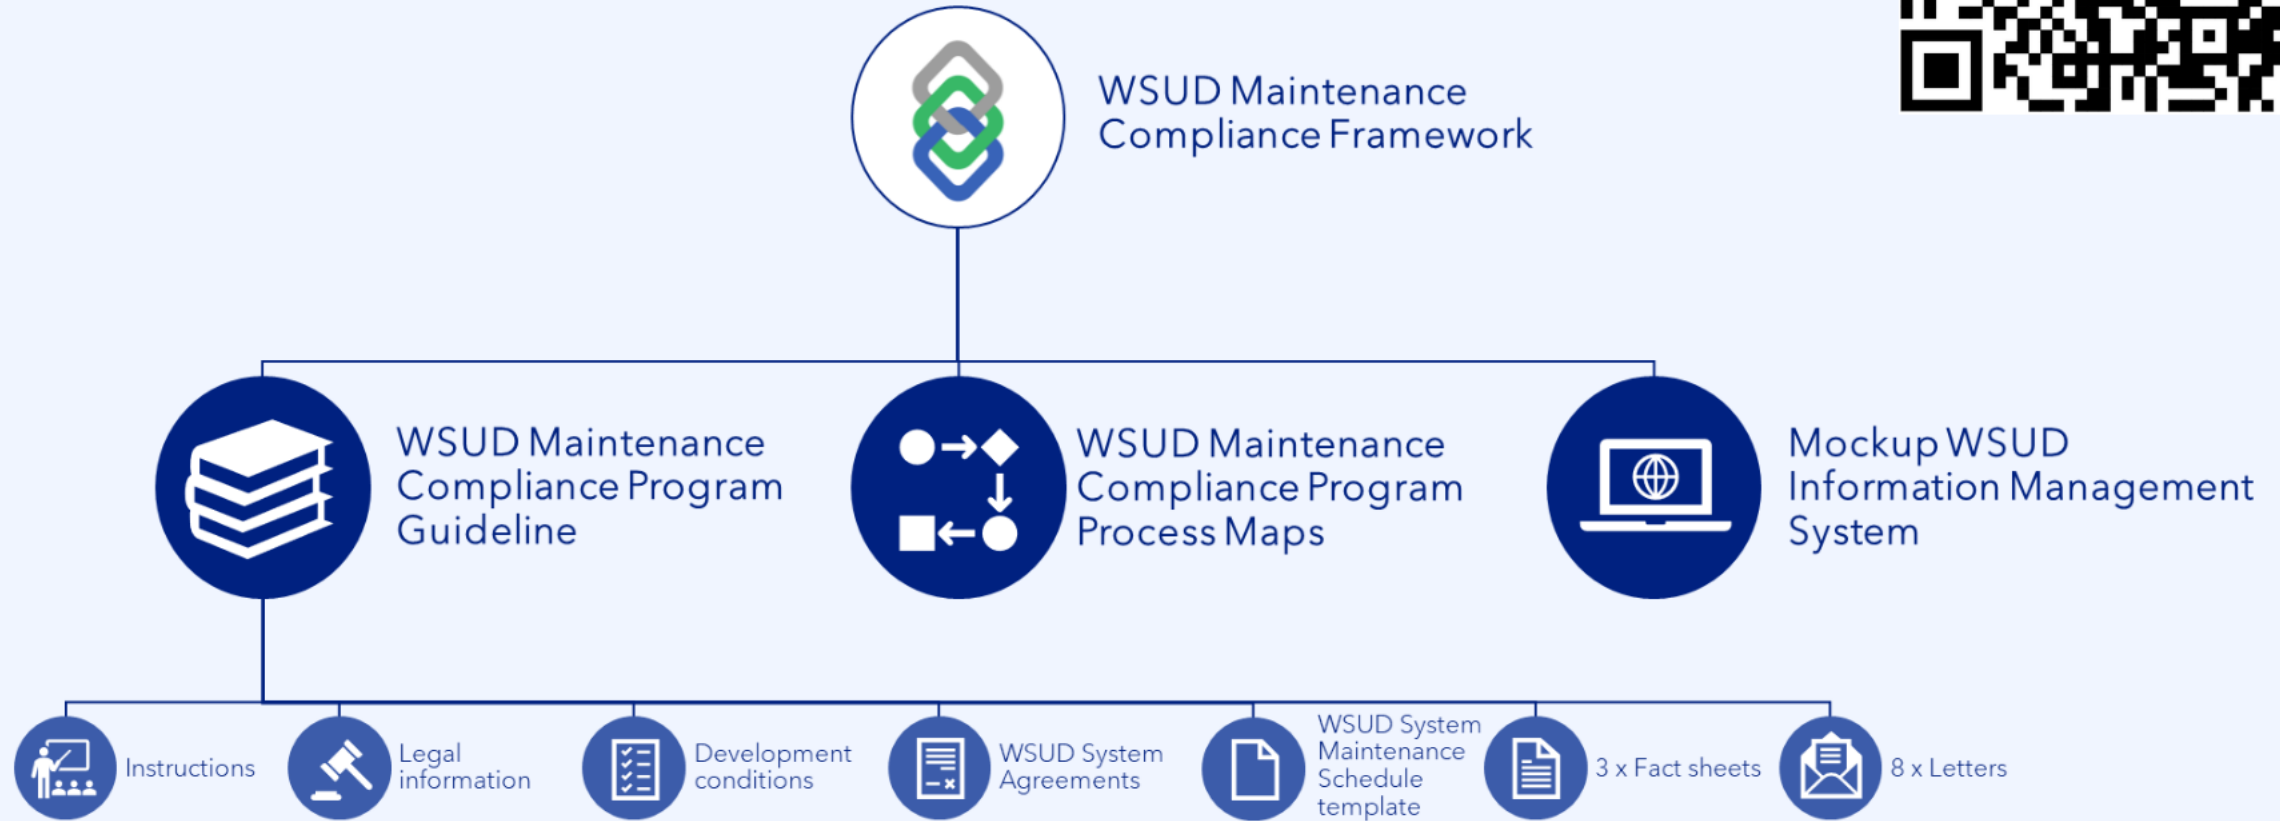 WSUD Maintenance
Compliance Framework
WSUD Maintenance
Compliance Program
Guideline
WSUD Maintenance
Compliance Program
Process Maps
Mockup WSUD
Information Management
System
Instructions
Legal
information
Development
conditions
WSUD System
Agreements
WSUD System
Maintenance
Schedule
template
3 x Fact sheets
8 x Letters